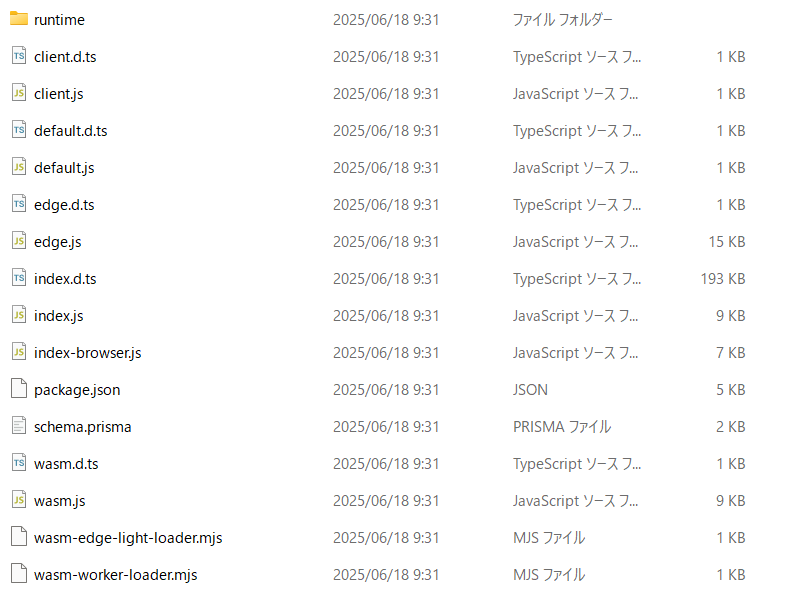 runtime 2025/06/18 9:31 ファイル フォルダー
client.d.ts 2025/06/18 9:31 TypeScript ソース フ... 1 KB
client.js 2025/06/18 9:31 JavaScript ソース フ... 1 KB
default.d.ts 2025/06/18 9:31 TypeScript ソース フ... 1 KB
default.js 2025/06/18 9:31 JavaScript ソース フ... 1 KB
edge.d.ts 2025/06/18 9:31 TypeScript ソース フ... 1 KB
edge.js 2025/06/18 9:31 JavaScript ソース フ... 15 KB
index.d.ts 2025/06/18 9:31 TypeScript ソース フ... 193 KB
index.js 2025/06/18 9:31 JavaScript ソース フ... 9 KB
index-browser.js 2025/06/18 9:31 JavaScript ソース フ... 7 KB
package.json 2025/06/18 9:31 JSON 5 KB
schema.prisma 2025/06/18 9:31 PRISMA ファイル 2 KB
wasm.d.ts 2025/06/18 9:31 TypeScript ソース フ... 1 KB
wasm.js 2025/06/18 9:31 JavaScript ソース フ... 9 KB
wasm-edge-light-loader.mjs 2025/06/18 9:31 MJS ファイル 1 KB
wasm-worker-loader.mjs 2025/06/18 9:31 MJS ファイル 1 KB